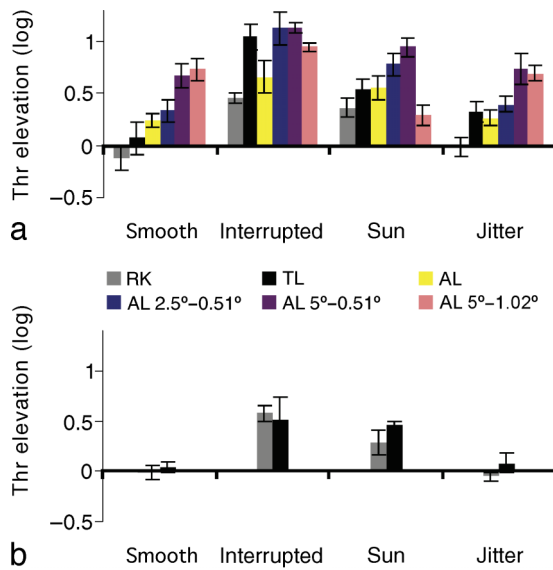 Thr elevation (log)
1
0.5
0
−0.5
a
Smooth Interrupted Sun Jitter
RK TL AL
AL 2.5º−0.51º AL 5º−0.51º AL 5º−1.02º
Thr elevation (log)
1
0.5
0
−0.5
b
Smooth Interrupted Sun Jitter